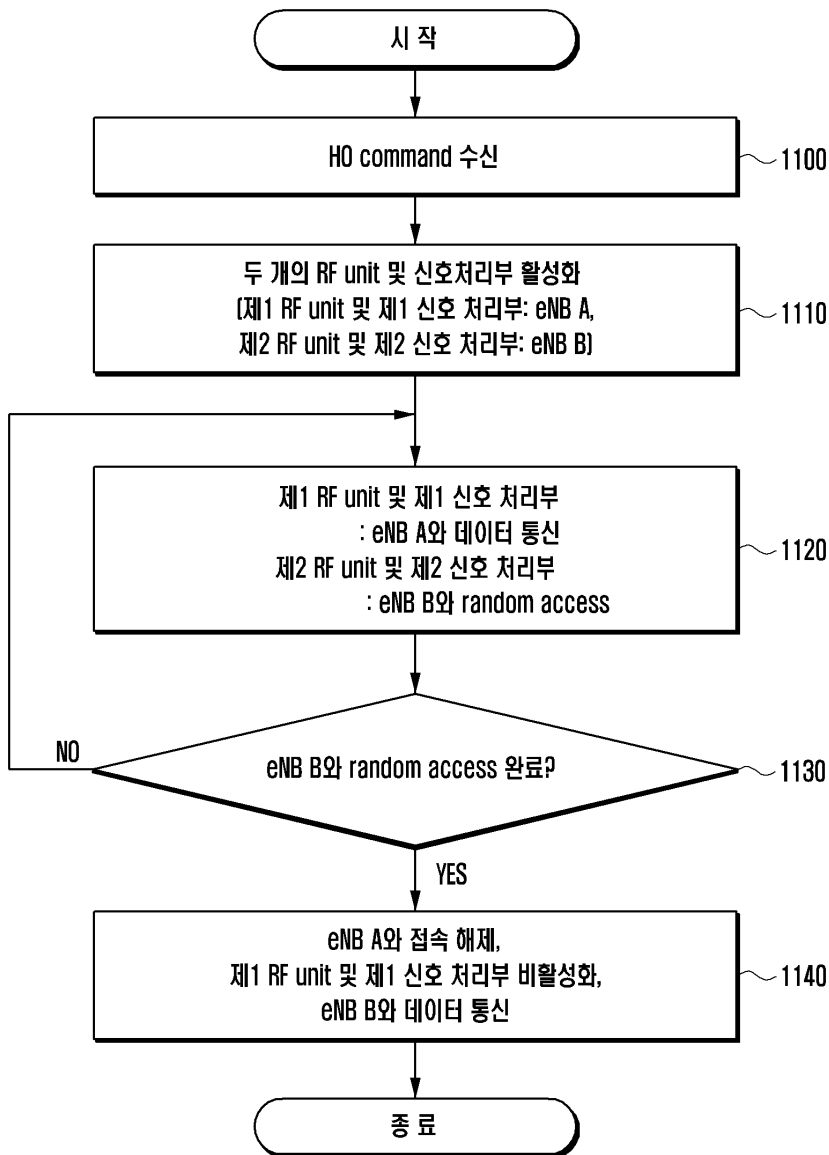 시 작
HO command 수신
1100
두 개의 RF unit 및 신호처리부 활성화
(제1 RF unit 및 제1 신호 처리부: eNB A,
제2 RF unit 및 제2 신호 처리부: eNB B)
1110
제1 RF unit 및 제1 신호 처리부
: eNB A와 데이터 통신
제2 RF unit 및 제2 신호 처리부
: eNB B와 random access
1120
NO
eNB B와 random access 완료?
1130
YES
eNB A와 접속 해제,
제1 RF unit 및 제1 신호 처리부 비활성화,
eNB B와 데이터 통신
1140
종 료